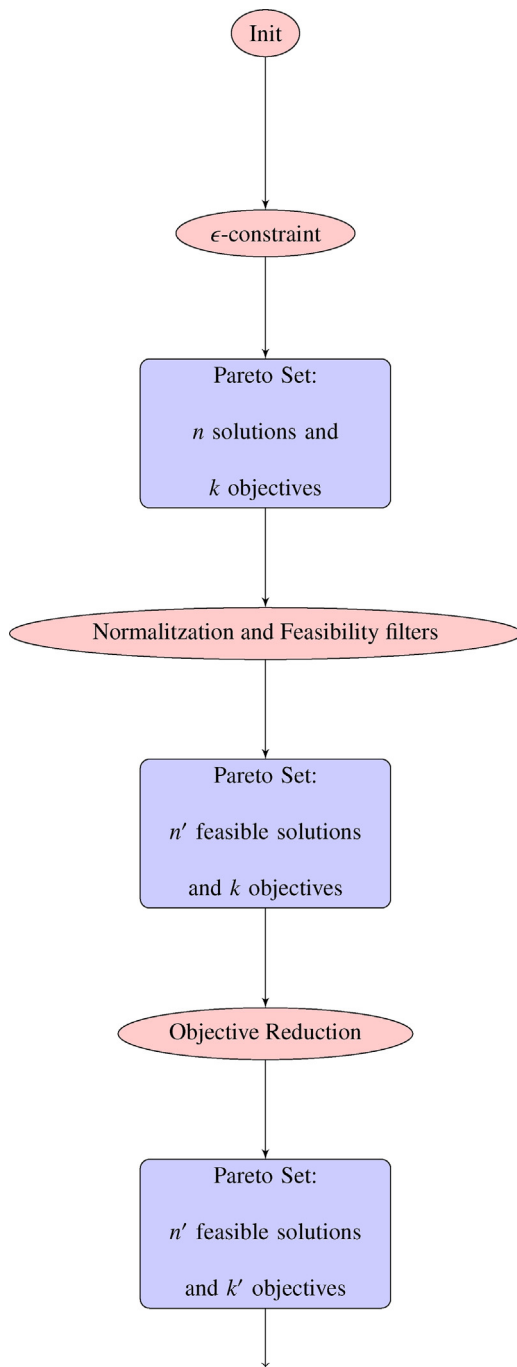 Init
ϵ-constraint
Pareto Set:
n solutions and
k objectives
Normalitzation and Feasibility filters
Pareto Set:
n′ feasible solutions
and k objectives
Objective Reduction
Pareto Set:
n′ feasible solutions
and k′ objectives